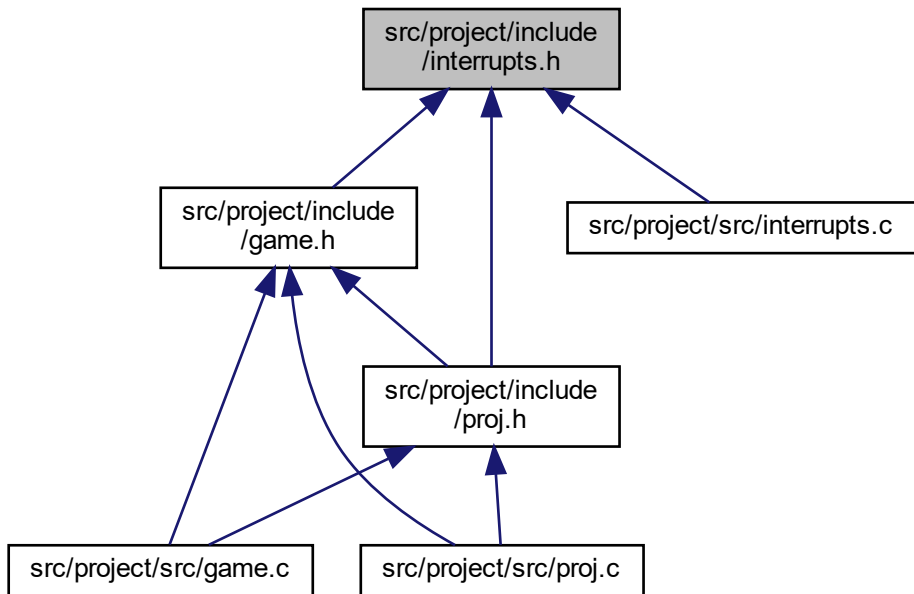 src/project/include
/interrupts.h
src/project/include
/game.h
src/project/src/interrupts.c
src/project/include
/proj.h
src/project/src/game.c
src/project/src/proj.c